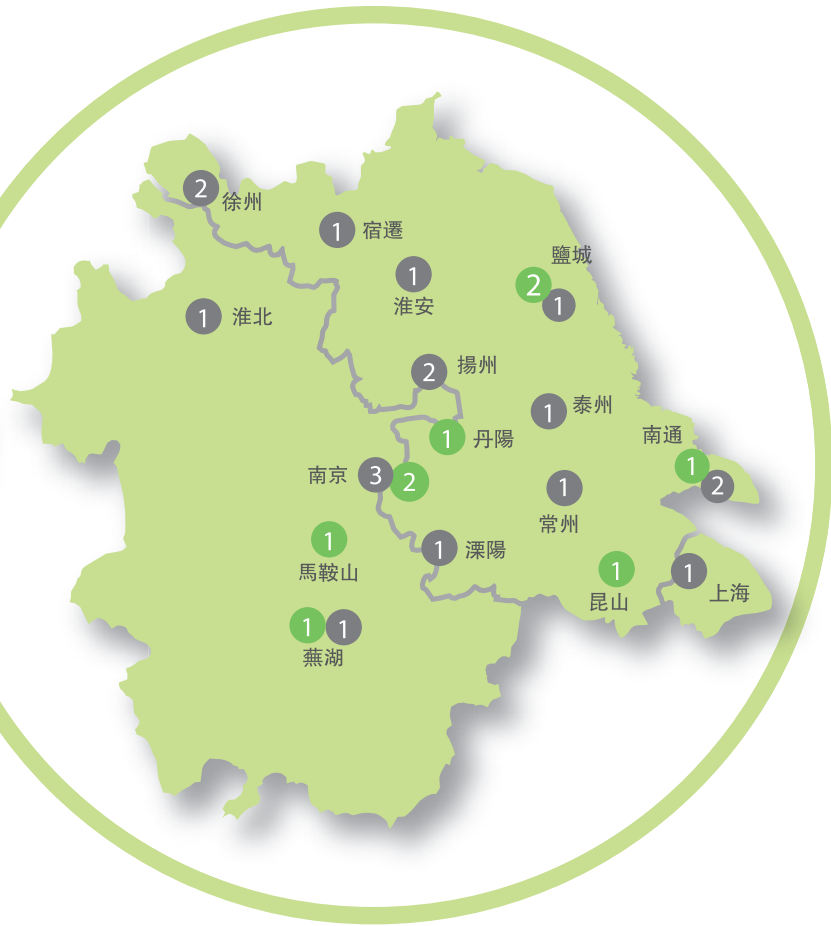 2 徐州
1 宿遷
鹽城
2
1
1
淮安
1 淮北
2 揚州
1 泰州
南通
1
2
1 丹陽
南京 3 2
1
常州
1 溧陽
1
馬鞍山
1
昆山
1 上海
1 1
蕪湖